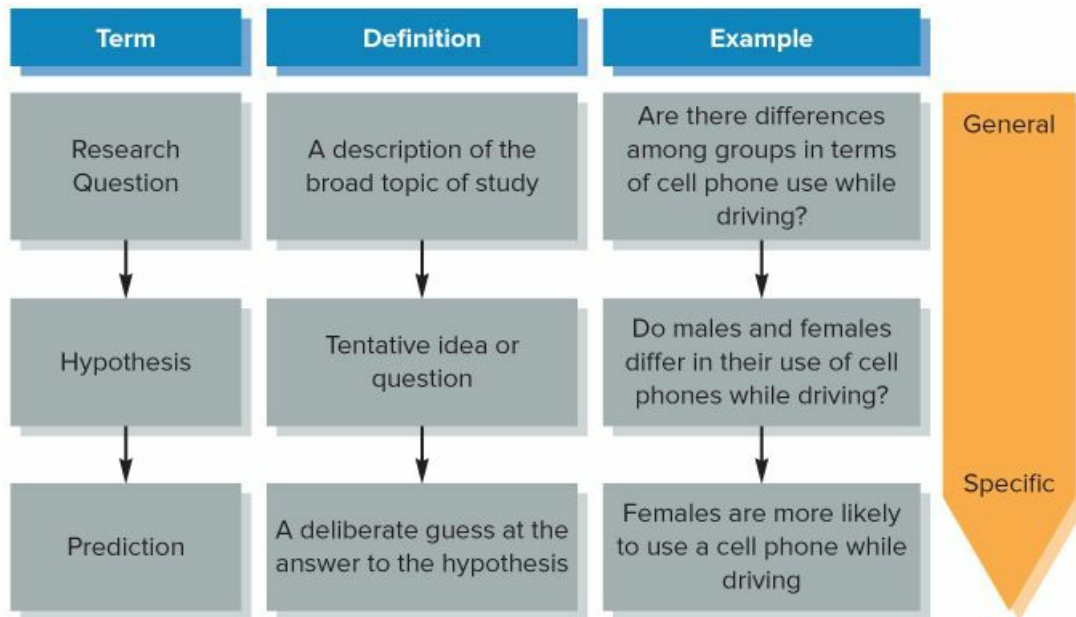 Term
Definition
Example
Research
Question
A description of the
broad topic of study
Are there differences
among groups in terms
of cell phone use while
driving?
General
Hypothesis
Tentative idea or
question
Do males and females
differ in their use of cell
phones while driving?
Specific
Prediction
A deliberate guess at the
answer to the hypothesis
Females are more likely
to use a cell phone while
driving